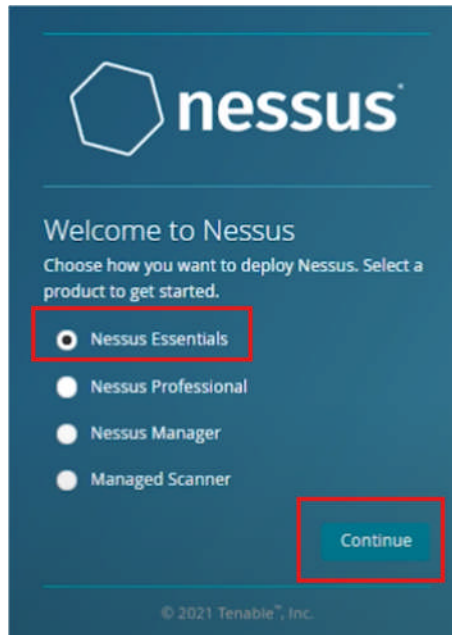 nessus
Welcome to Nessus
Choose how you want to deploy Nessus. Select a
product to get started.
Nessus Essentials
Nessus Professional
Nessus Manager
Managed Scanner
Continue
© 2021 Tenable™, Inc.